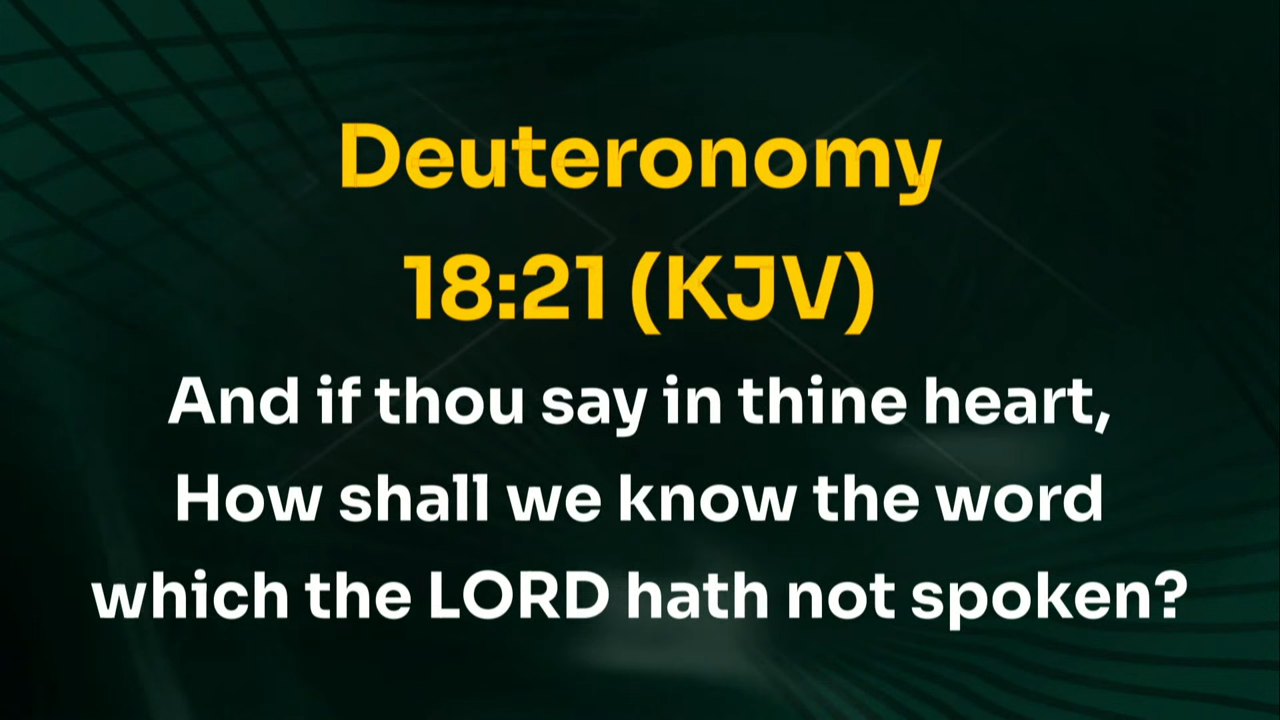 Deuteronomy
18:21 (KJV)
And if thou say in thine heart,
How shall we know the word
which the LORD hath not spoken?